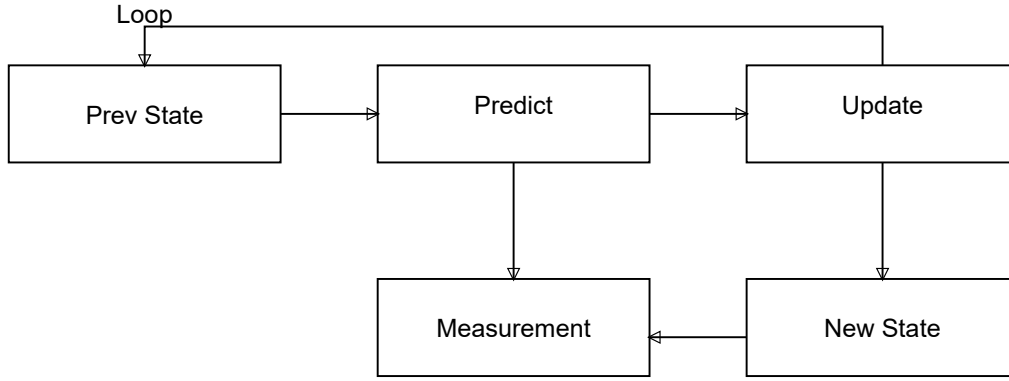 Loop
Prev State
Predict
Update
Measurement
New State